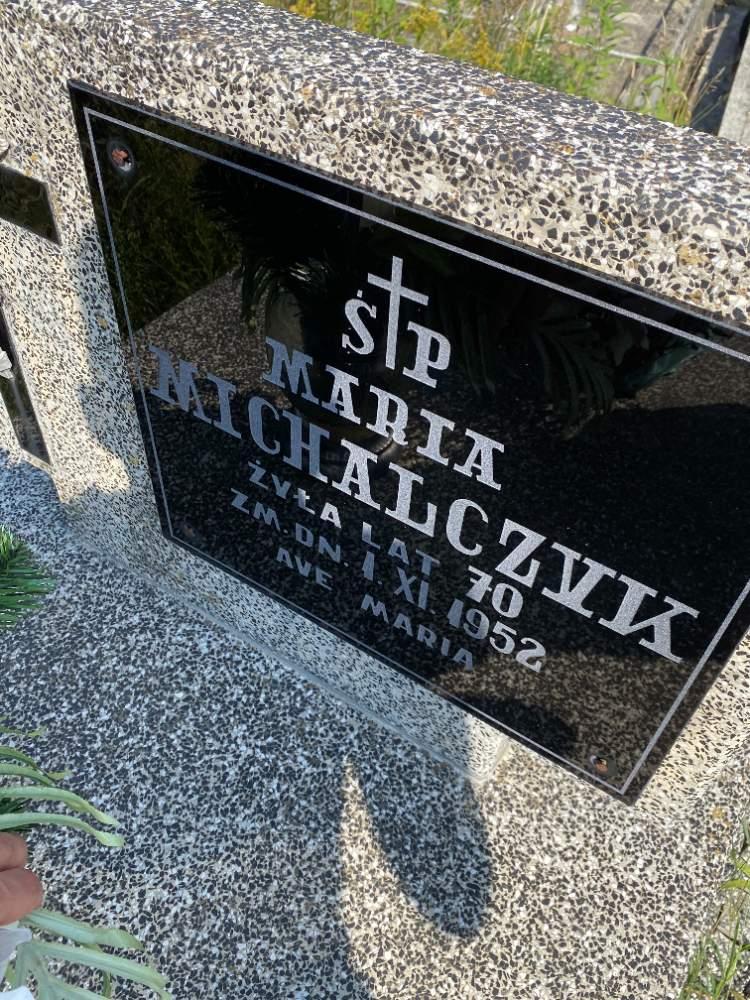 ŚP
MARIA
MICHALCZYK
ŻYŁA LAT 70
ZM. DN. 1. XI. 1952
AVE MARIA